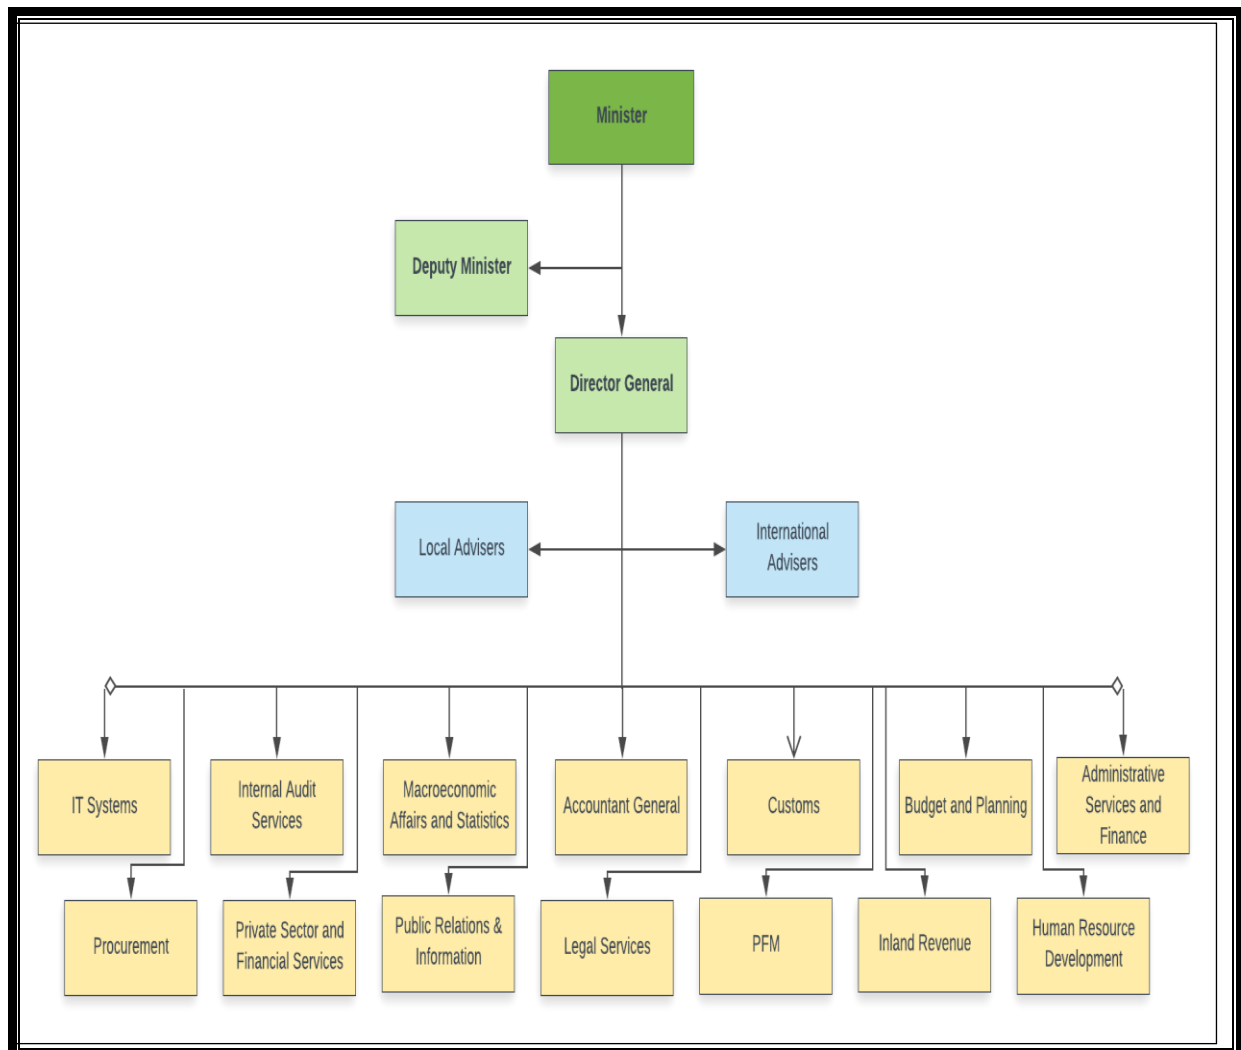 Minister
Deputy Minister
Director General
Local Advisers
International
Advisers
IT Systems
Internal Audit
Services
Macroeconomic
Affairs and Statistics
Accountant General
Customs
Budget and Planning
Administrative
Services and
Finance
Procurement
Private Sector and
Financial Services
Public Relations &
Information
Legal Services
PFM
Inland Revenue
Human Resource
Development